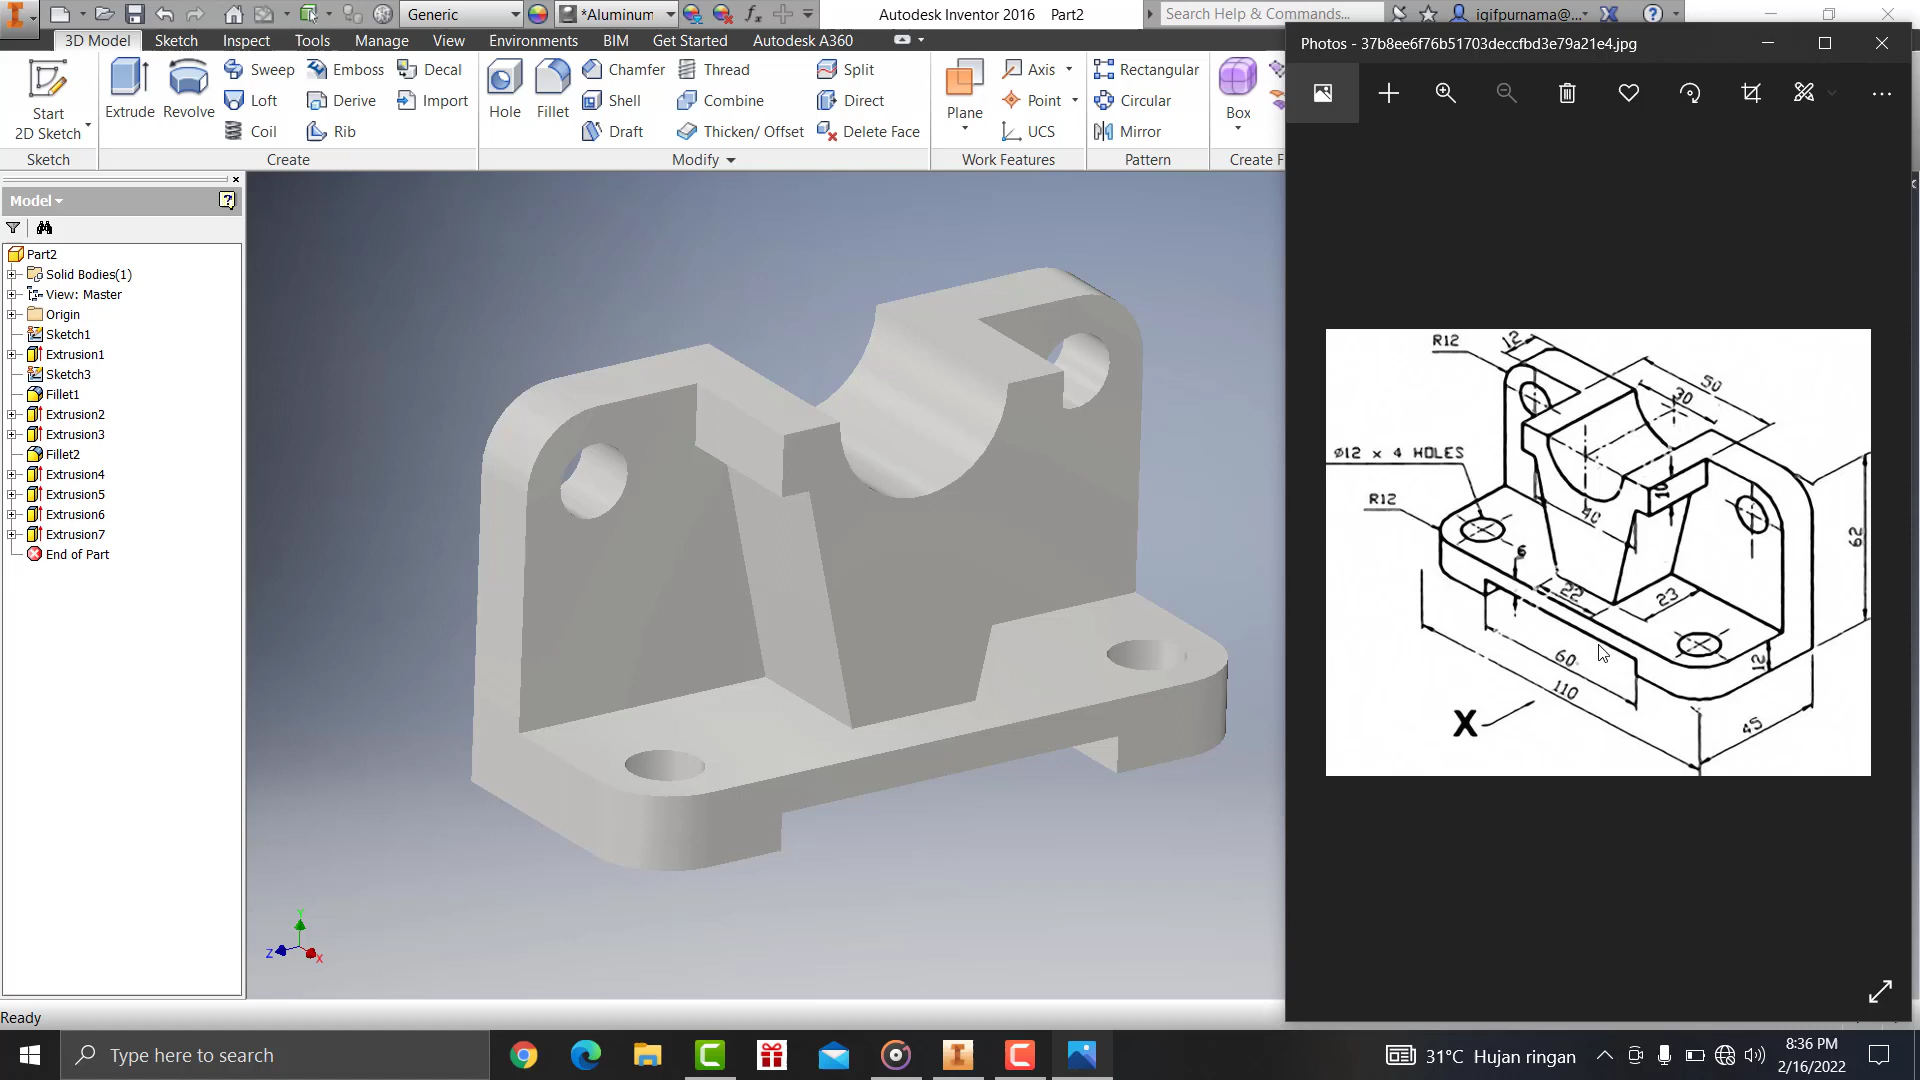 Generic
*Aluminum
Autodesk Inventor 2016 Part2
Search Help & Commands...
igifpurnama@...
3D Model Sketch Inspect Tools Manage View Environments BIM Get Started Autodesk A360
Start
2D Sketch
Extrude Revolve
Sweep Emboss Decal
Loft Derive Import
Coil Rib
Hole Fillet
Chamfer Thread Split
Shell Combine Direct
Draft Thicken/ Offset Delete Face
Plane
Axis
Point
UCS
Rectangular
Circular
Mirror
Box
Sketch Create Modify Work Features Pattern Create F
Model
Part2
Solid Bodies(1)
View: Master
Origin
Sketch1
Extrusion1
Sketch3
Fillet1
Extrusion2
Extrusion3
Fillet2
Extrusion4
Extrusion5
Extrusion6
Extrusion7
End of Part
Y
Z
X
Photos - 37b8ee6f76b51703deccfbd3e79a21e4.jpg
R12
12
50
30
Ø12 x 4 HOLES
R12
10
40
6
22
23
62
60
110
12
45
X
Ready
Type here to search
31°C Hujan ringan
8:36 PM
2/16/2022